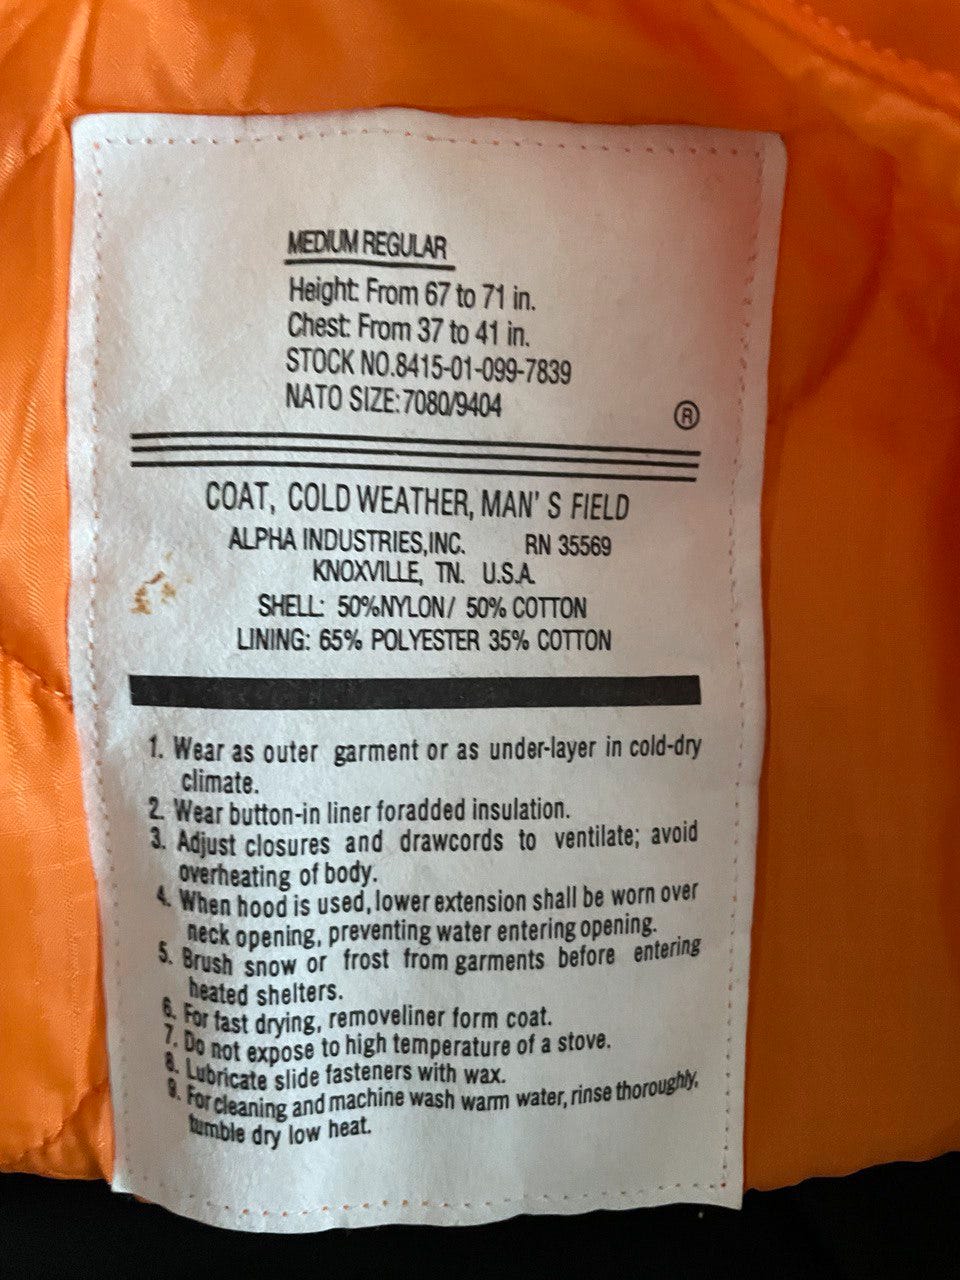 MEDIUM REGULAR
Height: From 67 to 71 in.
Chest: From 37 to 41 in.
STOCK NO.8415-01-099-7839
NATO SIZE:7080/9404
®
COAT, COLD WEATHER, MAN' S FIELD
ALPHA INDUSTRIES,INC. RN 35569
KNOXVILLE, TN. U.S.A.
SHELL: 50%NYLON/ 50% COTTON
LINING: 65% POLYESTER 35% COTTON
1. Wear as outer garment or as under-layer in cold-dry
climate.
2. Wear button-in liner foradded insulation.
3. Adjust closures and drawcords to ventilate; avoid
overheating of body.
4. When hood is used, lower extension shall be worn over
neck opening, preventing water entering opening.
5. Brush snow or frost from garments before entering
heated shelters.
6. For fast drying, removeliner form coat.
7. Do not expose to high temperature of a stove.
8. Lubricate slide fasteners with wax.
9. For cleaning and machine wash warm water, rinse thoroughly,
tumble dry low heat.